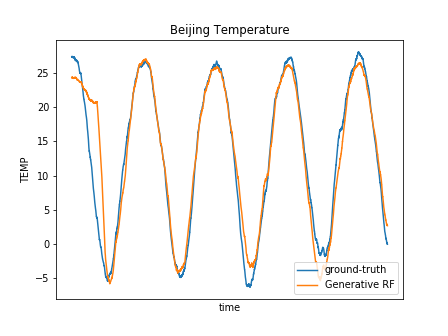 Beijing Temperature
TEMP
25
20
15
10
5
0
−5
time
ground-truth
Generative RF